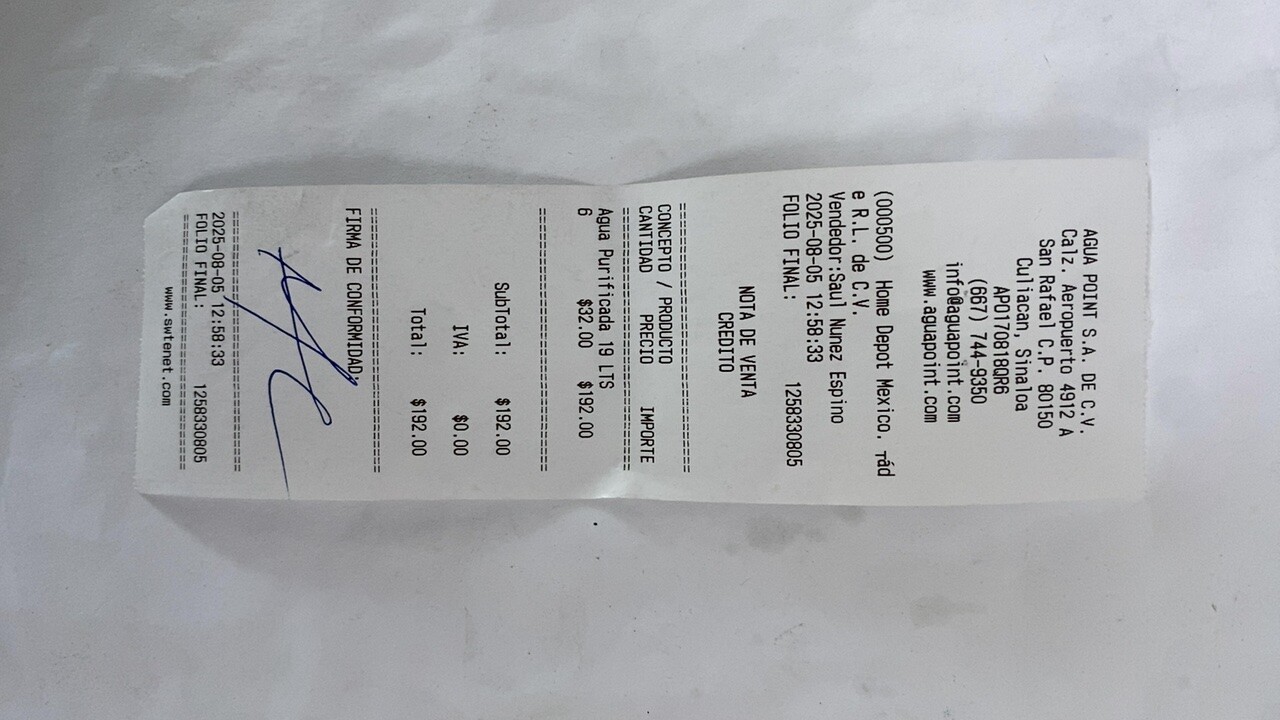 AGUA POINT S.A. DE C.V.
Calz. Aeropuerto 4912 A
San Rafael C.P. 80150
Culiacan, Sinaloa
APO170818QR6
(667) 744-9350
info@aguapoint.com
www.aguapoint.com
(000500) Home Depot Mexico.
e R.L. de C.V.
Vendedor:Saul Nunez Espino
2025-08-05 12:58:33
FOLIO FINAL: 1258330805
NOTA DE VENTA
CREDITO
===================================
CONCEPTO / PRODUCTO
CANTIDAD PRECIO IMPORTE
===================================
Agua Purificada 19 LTS
6 $32.00 $192.00
===================================
SubTotal: $192.00
IVA: $0.00
Total: $192.00
===================================
FIRMA DE CONFORMIDAD
===================================
2025-08-05 12:58:33
FOLIO FINAL: 1258330805
===================================
www.swtenet.com